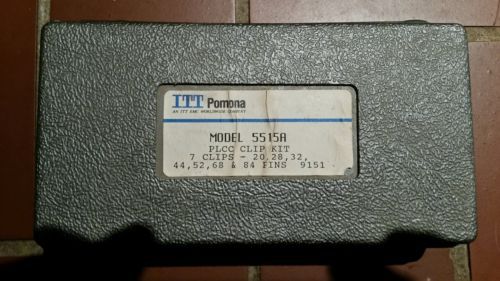 ITT Pomona
AN ITT EMC WORLDWIDE COMPANY
MODEL 5515A
PLCC CLIP KIT
7 CLIPS - 20,28,32,
44,52,68 & 84 PINS 9151